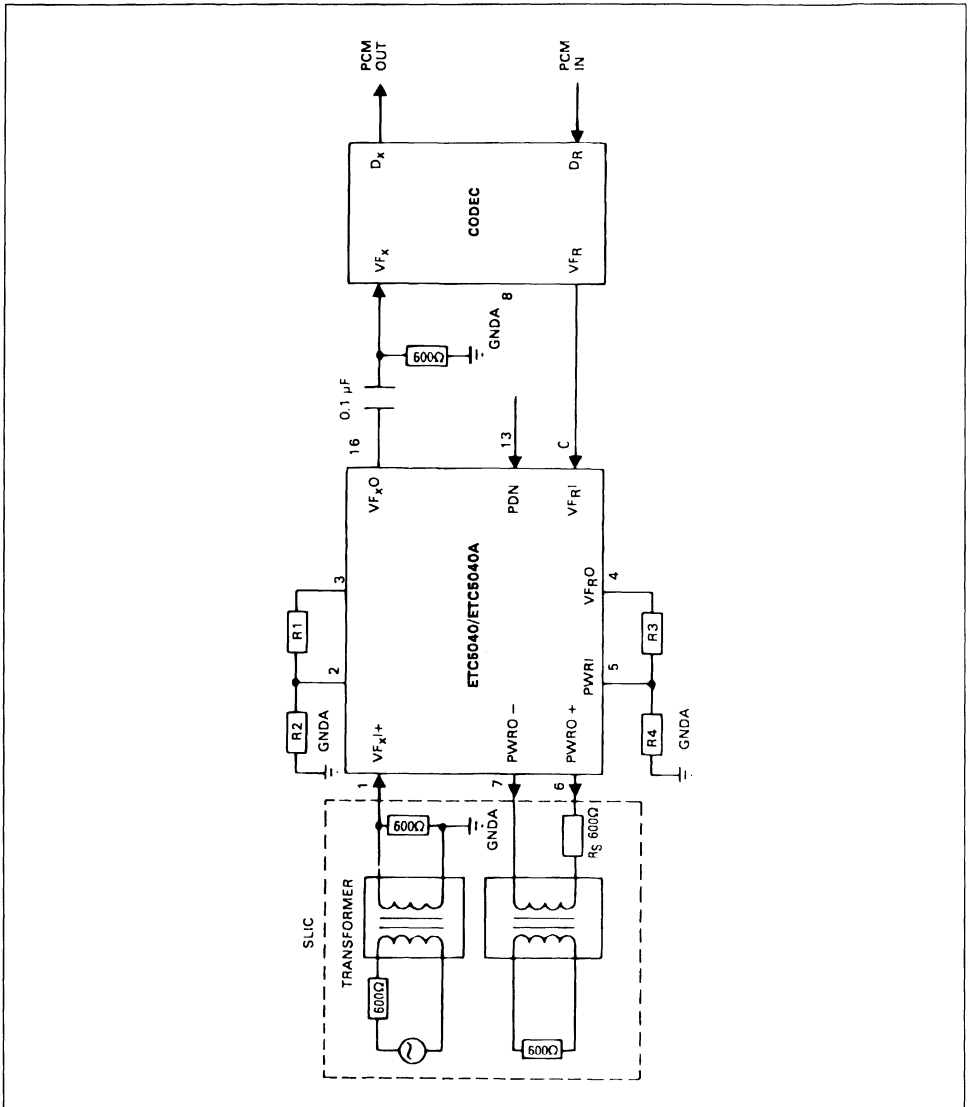 SLIC
TRANSFORMER
600Ω
600Ω
GNDA
600Ω
RS 600Ω
1
7
6
R2
R1
GNDA
2
3
VFXI+
VFXO
PWRO –
PWRO +
ETC5040/ETC5040A
PDN
VFRI
PWRI
VFRO
5
4
R4
R3
GNDA
16
0.1 µF
600Ω
GNDA
13
C
8
VFX
DX
CODEC
VFR
DR
PCM
OUT
PCM
IN